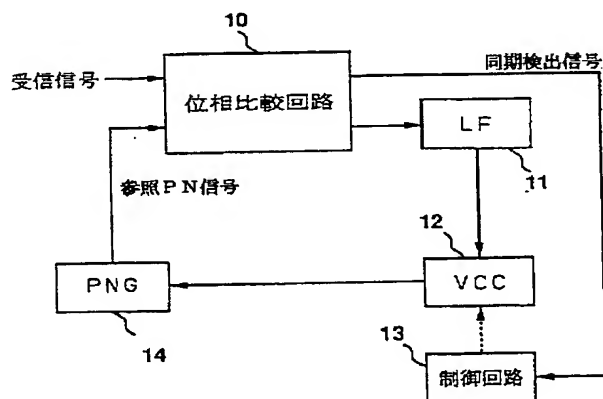 10
同期検出信号
受信信号
位相比較回路
LF
11
参照PN信号
12
PNG
VCC
14
13
制御回路